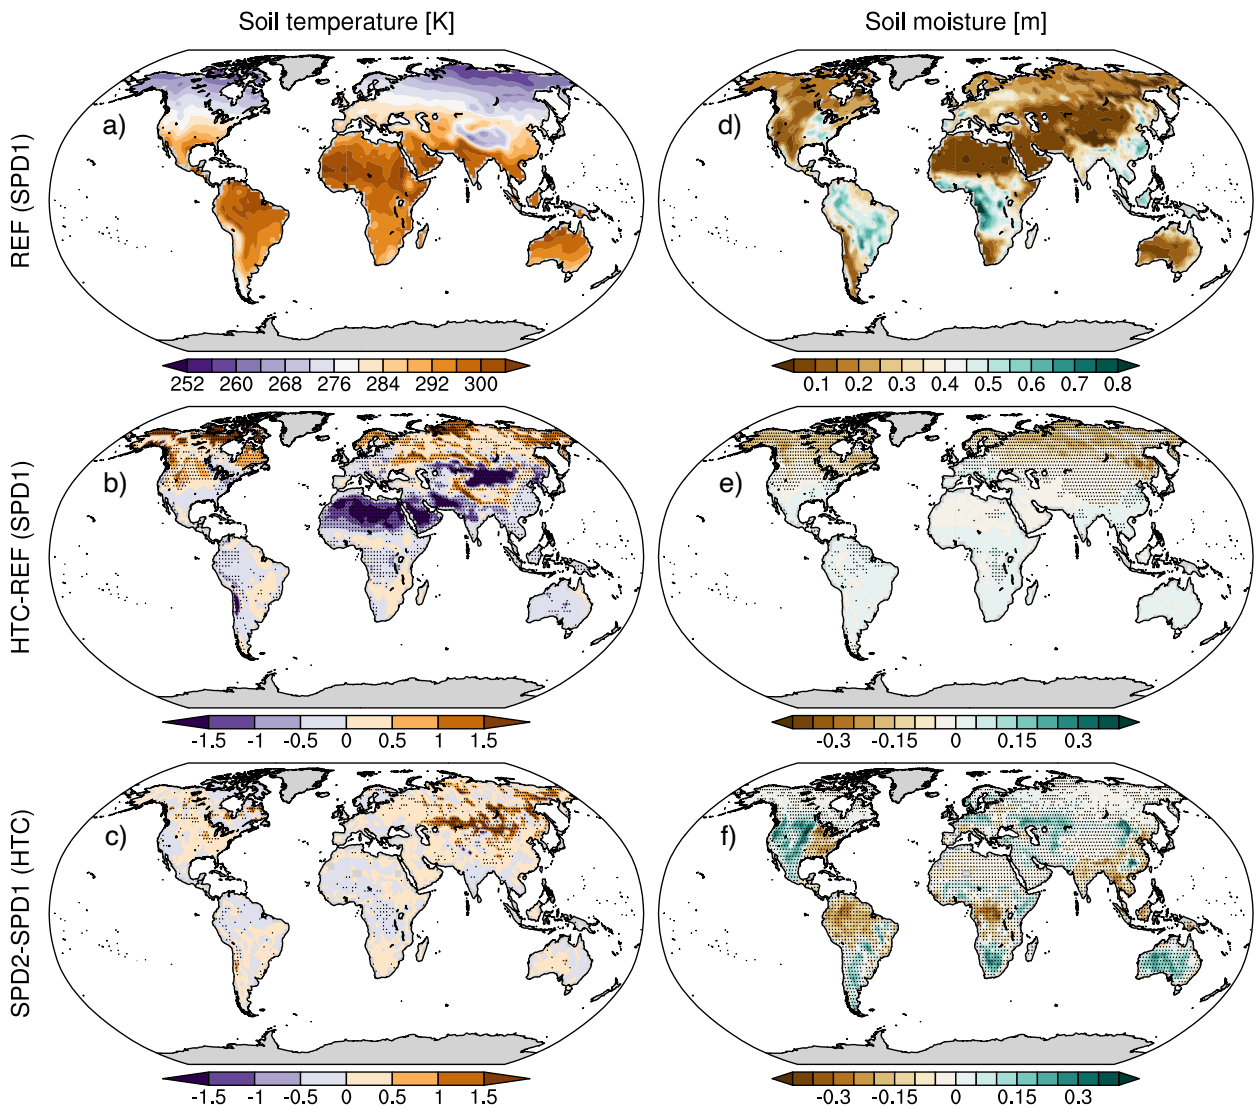 Soil temperature [K] Soil moisture [m]
REF (SPD1)
a) d)
252 260 268 276 284 292 300 0.1 0.2 0.3 0.4 0.5 0.6 0.7 0.8
HTC-REF (SPD1)
b) e)
-1.5 -1 -0.5 0 0.5 1 1.5 -0.3 -0.15 0 0.15 0.3
SPD2-SPD1 (HTC)
c) f)
-1.5 -1 -0.5 0 0.5 1 1.5 -0.3 -0.15 0 0.15 0.3